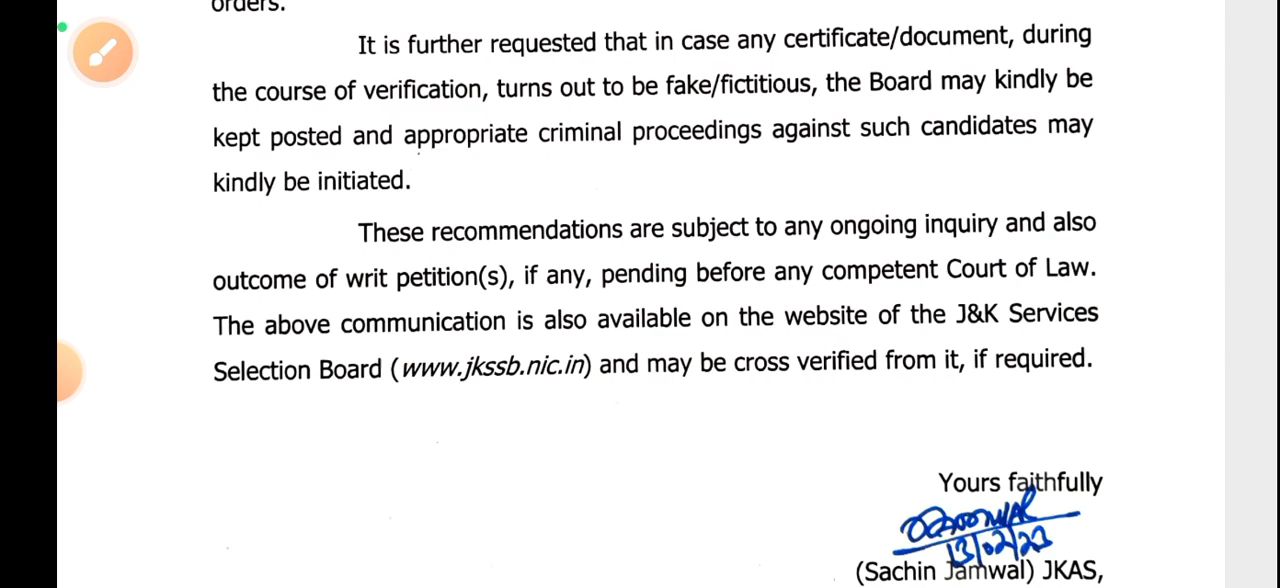 orders.
It is further requested that in case any certificate/document, during
the course of verification, turns out to be fake/fictitious, the Board may kindly be
kept posted and appropriate criminal proceedings against such candidates may
kindly be initiated.
These recommendations are subject to any ongoing inquiry and also
outcome of writ petition(s), if any, pending before any competent Court of Law.
The above communication is also available on the website of the J&K Services
Selection Board (www.jkssb.nic.in) and may be cross verified from it, if required.
Yours faithfully
13/02/23
(Sachin Jamwal) JKAS,